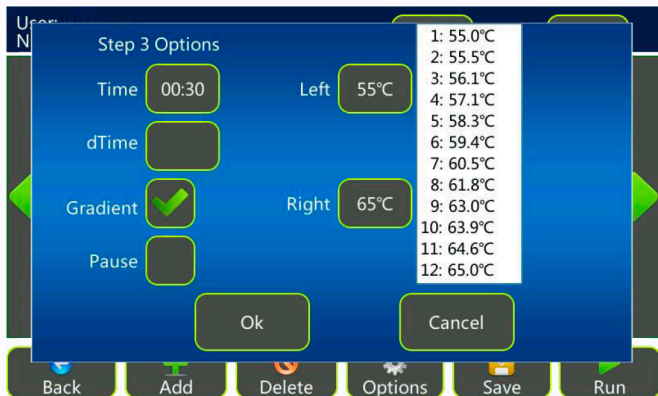 User:
N
Step 3 Options
Time 00:30 Left 55℃
dTime
Gradient Right 65℃
Pause
1: 55.0℃
2: 55.5℃
3: 56.1℃
4: 57.1℃
5: 58.3℃
6: 59.4℃
7: 60.5℃
8: 61.8℃
9: 63.0℃
10: 63.9℃
11: 64.6℃
12: 65.0℃
Ok Cancel
Back Add Delete Options Save Run